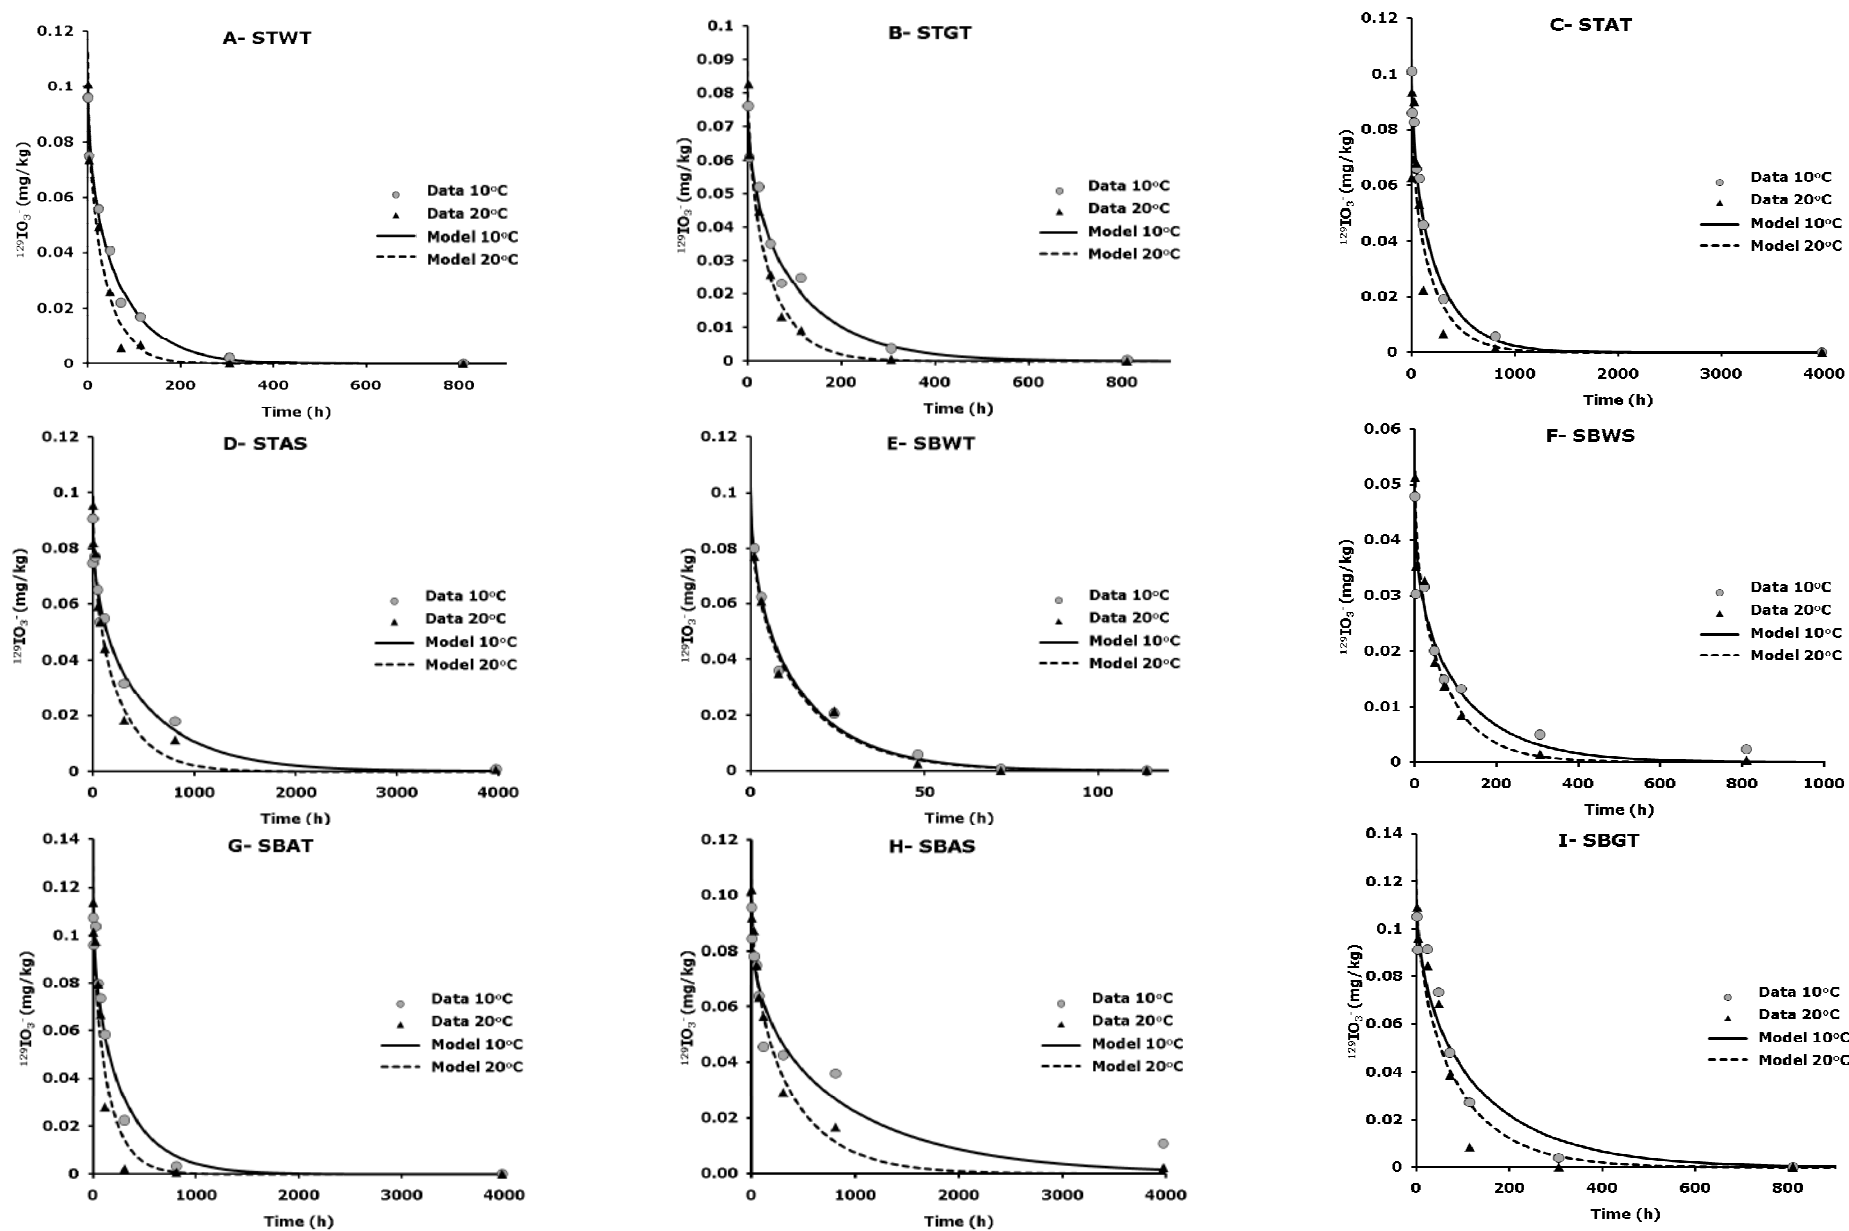 A- STWT
0.12
0.1
0.08
0.06
0.04
0.02
0
¹²⁹IO₃⁻ (mg/kg)
Data 10°C
Data 20°C
Model 10°C
Model 20°C
0 200 400 600 800
Time (h)
B- STGT
0.1
0.09
0.08
0.07
0.06
0.05
0.04
0.03
0.02
0.01
0
¹²⁹IO₃⁻ (mg/kg)
Data 10°C
Data 20°C
Model 10°C
Model 20°C
0 200 400 600 800
Time (h)
C- STAT
0.12
0.1
0.08
0.06
0.04
0.02
0
¹²⁹IO₃⁻ (mg/kg)
Data 10°C
Data 20°C
Model 10°C
Model 20°C
0 1000 2000 3000 4000
Time (h)
D- STAS
0.12
0.1
0.08
0.06
0.04
0.02
0
¹²⁹IO₃⁻ (mg/kg)
Data 10°C
Data 20°C
Model 10°C
Model 20°C
0 1000 2000 3000 4000
Time (h)
E- SBWT
0.12
0.1
0.08
0.06
0.04
0.02
0
¹²⁹IO₃⁻ (mg/kg)
Data 10°C
Data 20°C
Model 10°C
Model 20°C
0 50 100
Time (h)
F- SBWS
0.06
0.05
0.04
0.03
0.02
0.01
0
¹²⁹IO₃⁻ (mg/kg)
Data 10°C
Data 20°C
Model 10°C
Model 20°C
0 200 400 600 800 1000
Time (h)
G- SBAT
0.14
0.12
0.1
0.08
0.06
0.04
0.02
0
¹²⁹IO₃⁻ (mg/kg)
Data 10°C
Data 20°C
Model 10°C
Model 20°C
0 1000 2000 3000 4000
Time (h)
H- SBAS
0.12
0.10
0.08
0.06
0.04
0.02
0.00
¹²⁹IO₃⁻ (mg/kg)
Data 10°C
Data 20°C
Model 10°C
Model 20°C
0 1000 2000 3000 4000
Time (h)
I- SBGT
0.14
0.12
0.1
0.08
0.06
0.04
0.02
0
¹²⁹IO₃⁻ (mg/kg)
Data 10°C
Data 20°C
Model 10°C
Model 20°C
0 200 400 600 800
Time (h)